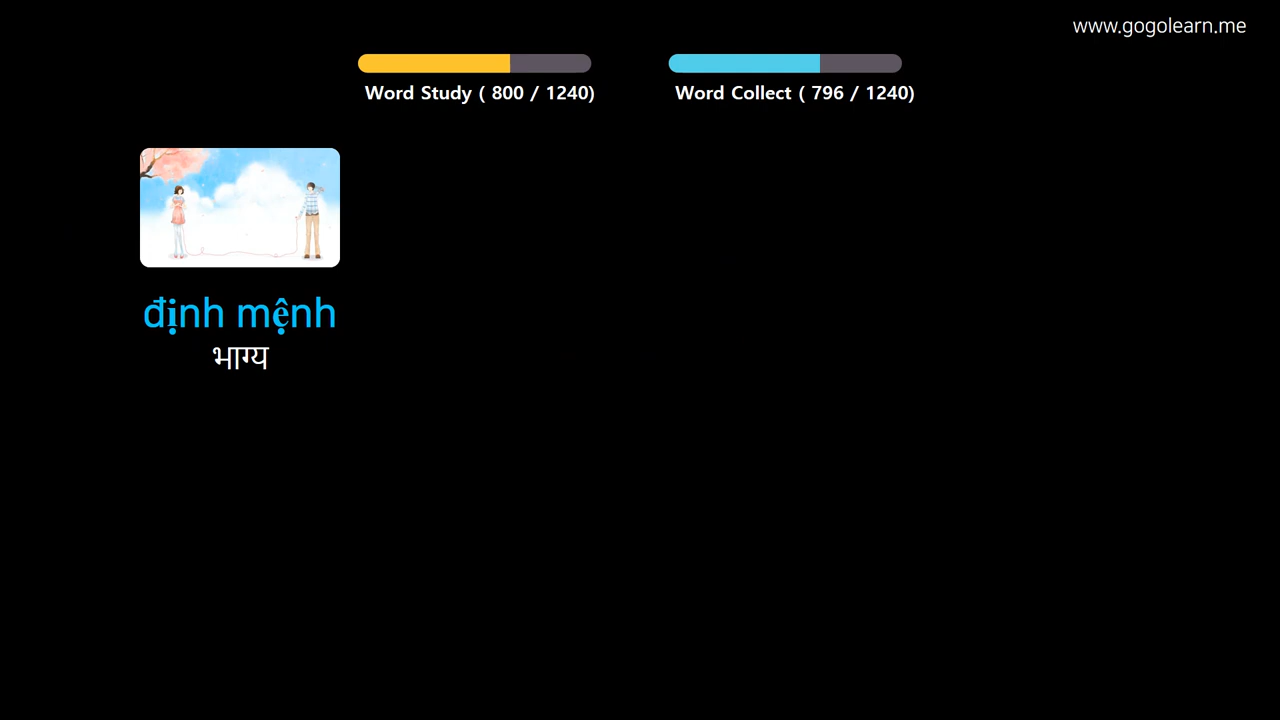 www.gogolearn.me
Word Study ( 800 / 1240)
Word Collect ( 796 / 1240)
định mệnh
भाग्य